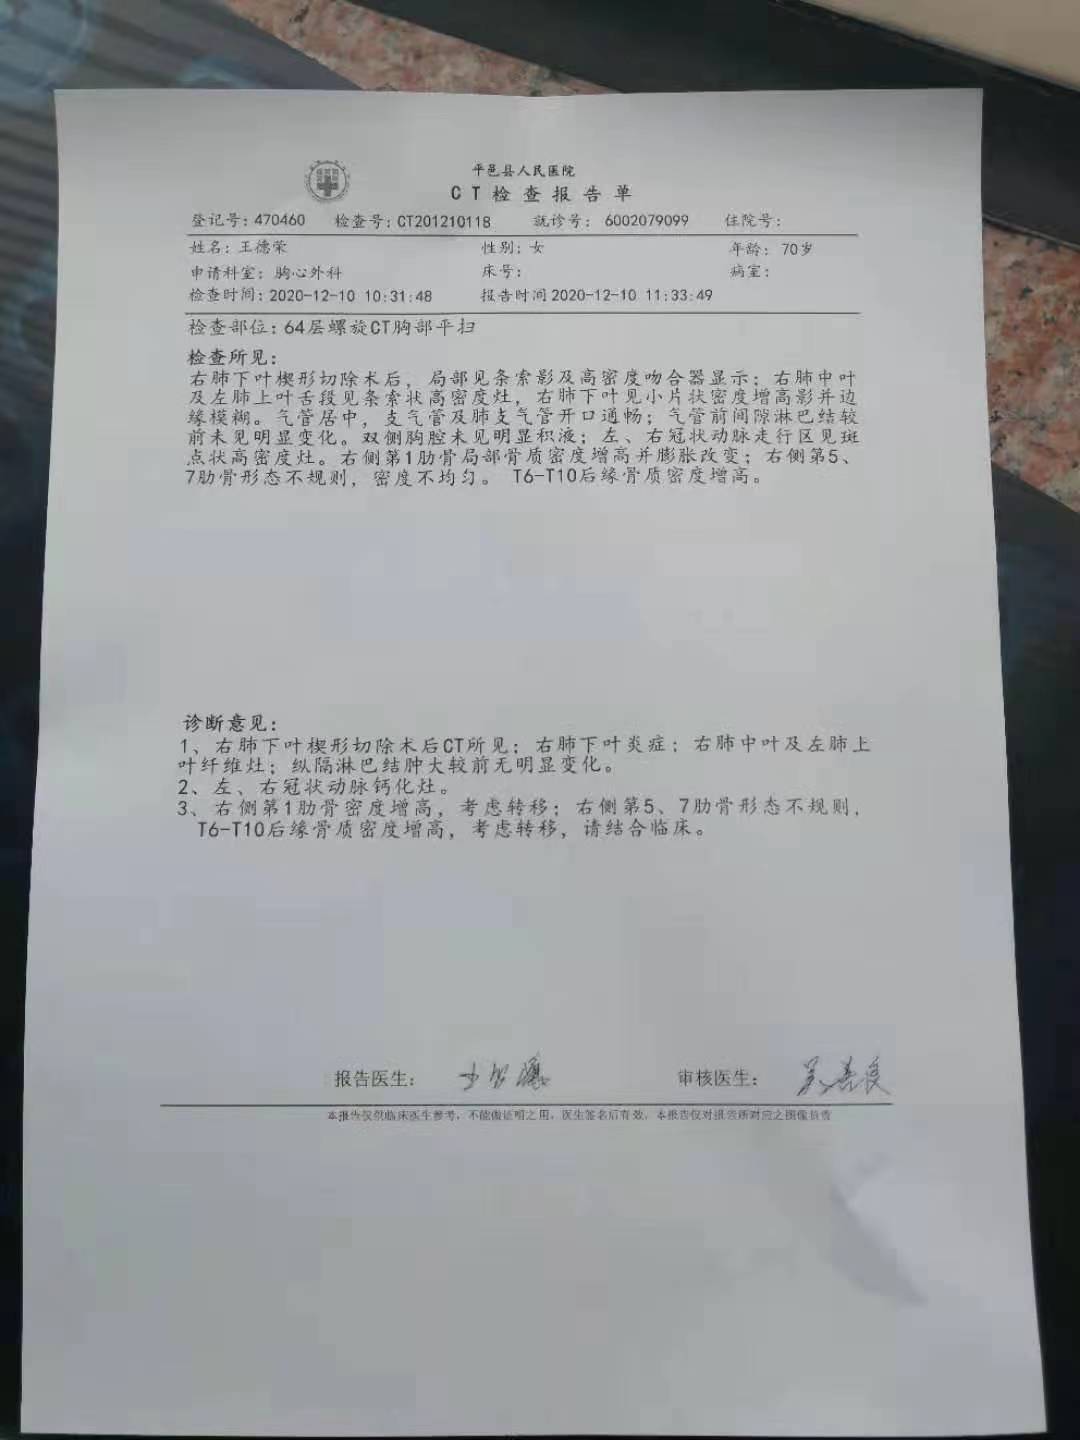 平邑县人民医院
CT检查报告单
登记号:470460 检查号:CT201210118 就诊号: 6002079099 住院号:
姓名:王德荣 性别:女 年龄: 70岁
申请科室: 胸心外科 床号: 病室:
检查时间:2020-12-10 10:31:48 报告时间2020-12-10 11:33:49
检查部位:64层螺旋CT胸部平扫
检查所见:
右肺下叶楔形切除术后，局部见条索影及高密度吻合器显示；右肺中叶
及左肺上叶舌段见条索状高密度灶，右肺下叶见小片状密度增高影并边
缘模糊。气管居中，支气管及肺支气管开口通畅；气管前间隙淋巴结较
前未见明显变化。双侧胸腔未见明显积液；左、右冠状动脉走行区见斑
点状高密度灶。右侧第1肋骨局部骨质密度增高并膨胀改变；右侧第5、
7肋骨形态不规则，密度不均匀。 T6-T10后缘骨质密度增高。
诊断意见:
1、右肺下叶楔形切除术后CT所见；右肺下叶炎症；右肺中叶及左肺上
叶纤维灶；纵隔淋巴结肿大较前无明显变化。
2、左、右冠状动脉钙化灶。
3、右侧第1肋骨密度增高，考虑转移；右侧第5、7肋骨形态不规则，
T6-T10后缘骨质密度增高，考虑转移，请结合临床。
报告医生: 审核医生:
本报告仅供临床医生参考，不能做证明之用，医生签名后有效，本报告仅对报告所对应之图像负责